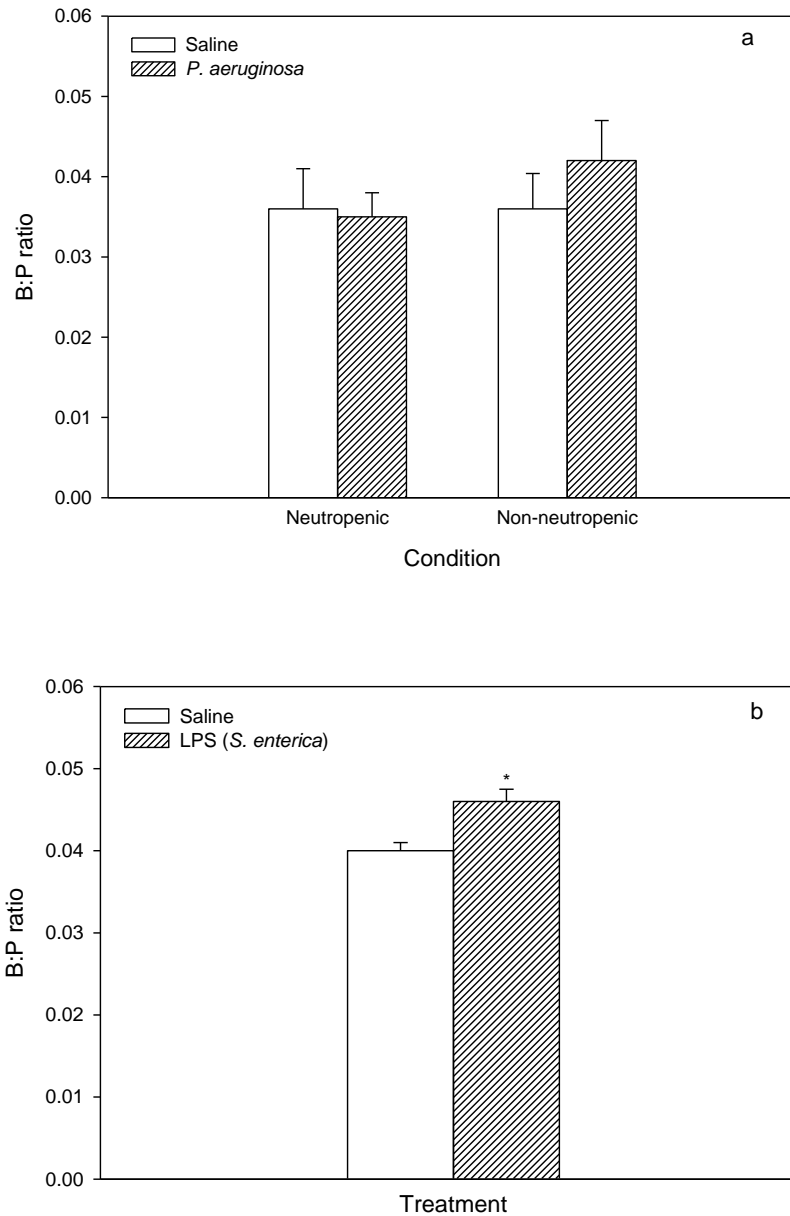 a
Saline
P. aeruginosa
0.06
0.05
0.04
0.03
0.02
0.01
0.00
B:P ratio
Neutropenic Non-neutropenic
Condition
b
Saline
LPS (S. enterica)
0.06
0.05
0.04
0.03
0.02
0.01
0.00
B:P ratio
*
Treatment